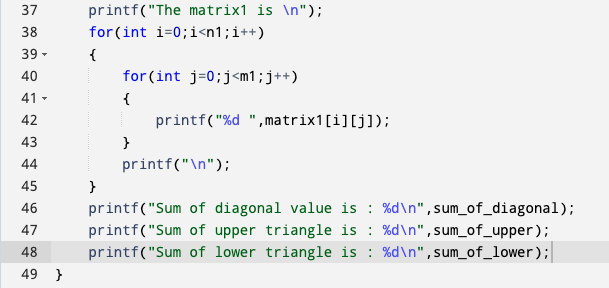 37 printf("The matrix1 is \n");
38 for(int i=0;i<n1;i++)
39 {
40 for(int j=0;j<m1;j++)
41 {
42 printf("%d ",matrix1[i][j]);
43 }
44 printf("\n");
45 }
46 printf("Sum of diagonal value is : %d\n",sum_of_diagonal);
47 printf("Sum of upper triangle is : %d\n",sum_of_upper);
48 printf("Sum of lower triangle is : %d\n",sum_of_lower);
49 }